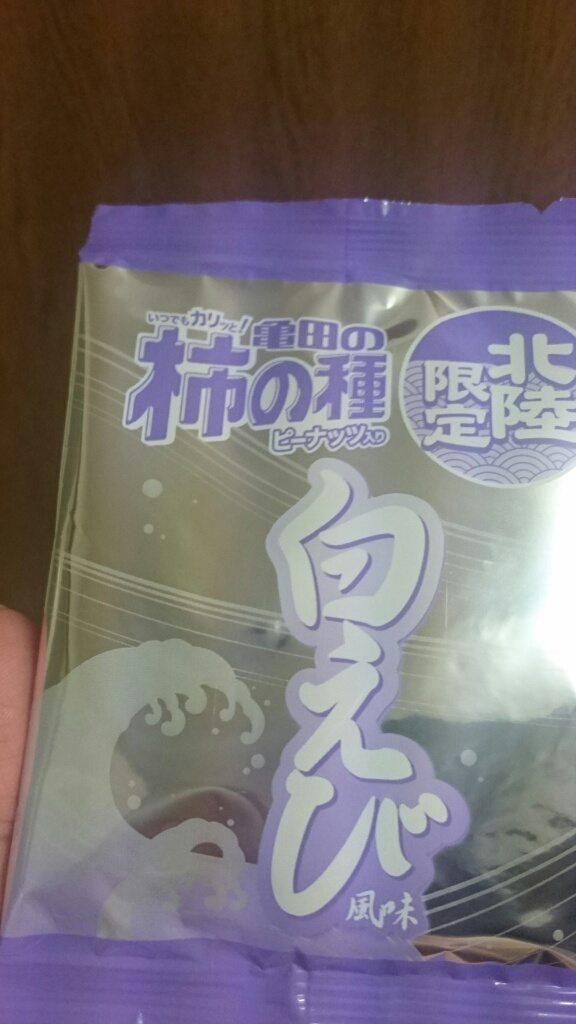 いつでもカリッと!
亀田の
柿の種
ピーナッツ入り
北陸
限定
白えび
風味